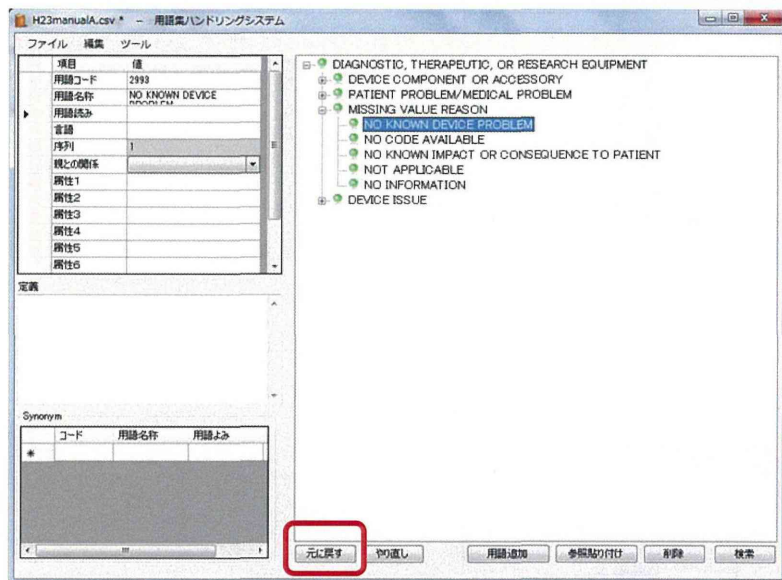 H23manualA.csv * － 用語集ハンドリングシステム
ファイル 編集 ツール
項目 値
用語コード 2993
用語名称 NO KNOWN DEVICE PROBLEM
用語読み
言語
序列 1
親との関係
属性1
属性2
属性3
属性4
属性5
属性6
定義
Synonym
コード 用語名称 用語よみ
*
DIAGNOSTIC, THERAPEUTIC, OR RESEARCH EQUIPMENT
DEVICE COMPONENT OR ACCESSORY
PATIENT PROBLEM/MEDICAL PROBLEM
MISSING VALUE REASON
NO KNOWN DEVICE PROBLEM
NO CODE AVAILABLE
NO KNOWN IMPACT OR CONSEQUENCE TO PATIENT
NOT APPLICABLE
NO INFORMATION
DEVICE ISSUE
元に戻す やり直し 用語追加 参照貼り付け 削除 検索